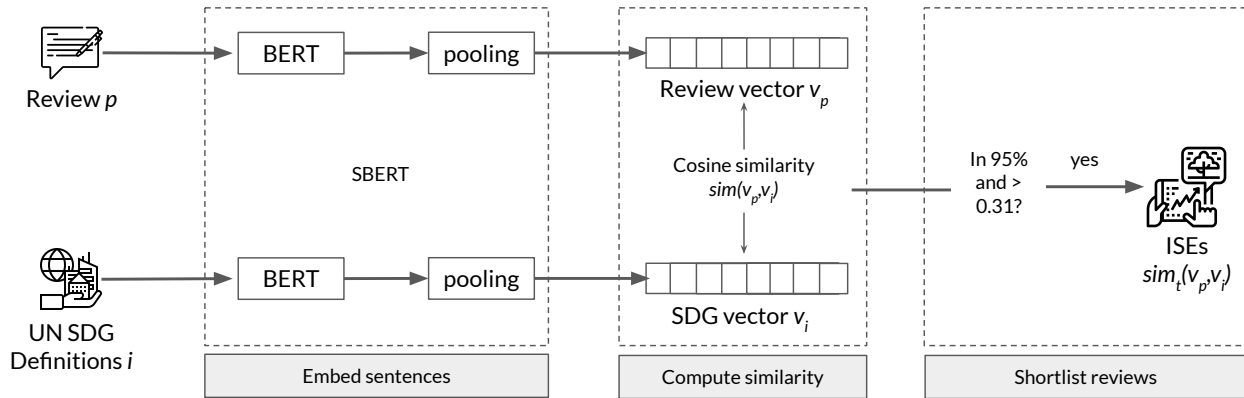 Review p
BERT
pooling
Review vector v_p
SBERT
Cosine similarity
sim(v_p,v_i)
In 95%
and >
0.31?
yes
ISEs
sim_t(v_p,v_i)
UN SDG
Definitions i
BERT
pooling
SDG vector v_i
Embed sentences
Compute similarity
Shortlist reviews